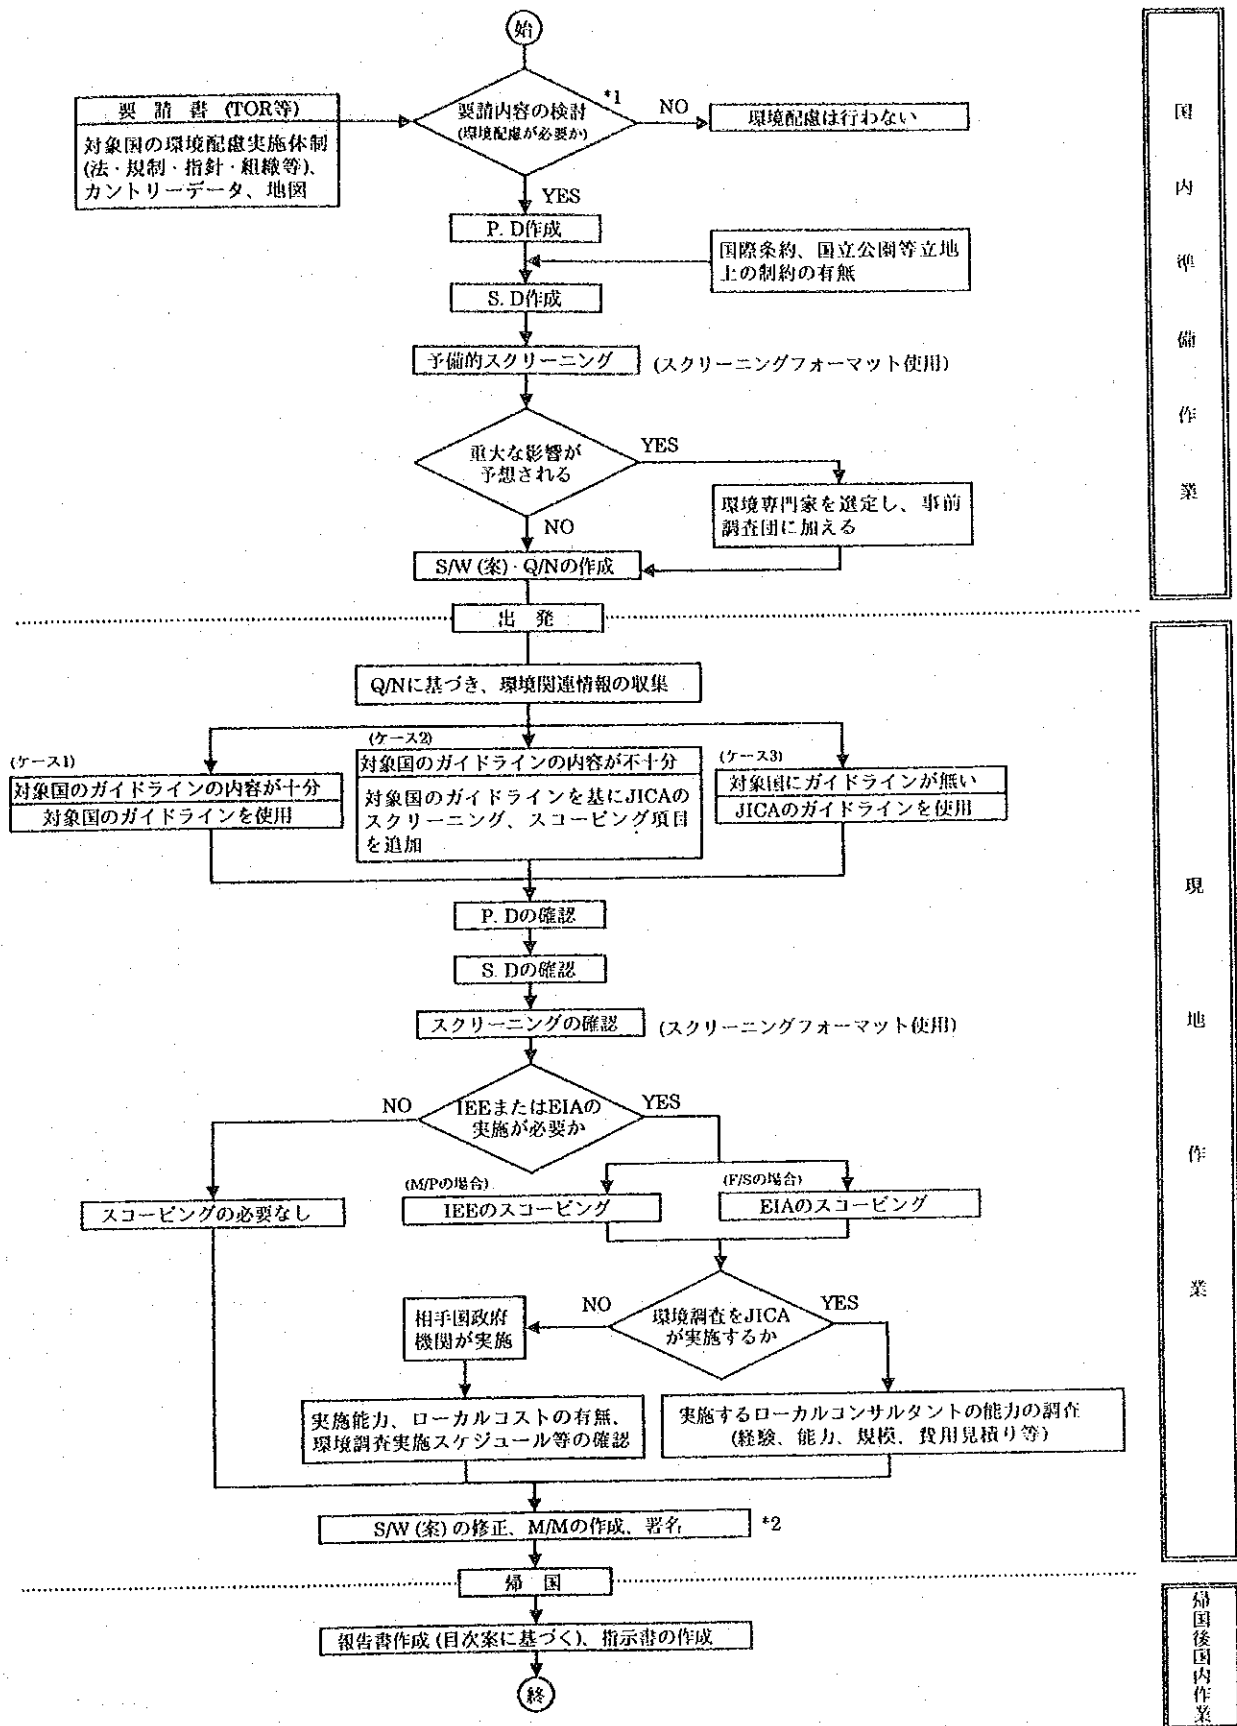 始
要請書 (TOR等)
対象国の環境配慮実施体制
(法・規制・指針・組織等)、
カントリーデータ、地図
要請内容の検討
(環境配慮が必要か)
*1
NO
環境配慮は行わない
YES
P. D作成
国際条約、国立公園等立地
上の制約の有無
S. D作成
予備的スクリーニング
(スクリーニングフォーマット使用)
重大な影響が
予想される
YES
環境専門家を選定し、事前
調査団に加える
NO
S/W (案)・Q/Nの作成
国内準備作業
出発
Q/Nに基づき、環境関連情報の収集
(ケース1)
対象国のガイドラインの内容が十分
対象国のガイドラインを使用
(ケース2)
対象国のガイドラインの内容が不十分
対象国のガイドラインを基にJICAの
スクリーニング、スコーピング項目
を追加
(ケース3)
対象国にガイドラインが無い
JICAのガイドラインを使用
P. Dの確認
S. Dの確認
スクリーニングの確認
(スクリーニングフォーマット使用)
IEEまたはEIAの
実施が必要か
NO
YES
スコーピングの必要なし
(M/Pの場合)
IEEのスコーピング
(F/Sの場合)
EIAのスコーピング
環境調査をJICA
が実施するか
NO
YES
相手国政府
機関が実施
実施能力、ローカルコストの有無、
環境調査実施スケジュール等の確認
実施するローカルコンサルタントの能力の調査
(経験、能力、規模、費用見積り等)
S/W (案) の修正、M/Mの作成、署名
*2
現地作業
帰国
報告書作成 (目次案に基づく)、指示書の作成
終
帰国後国内作業